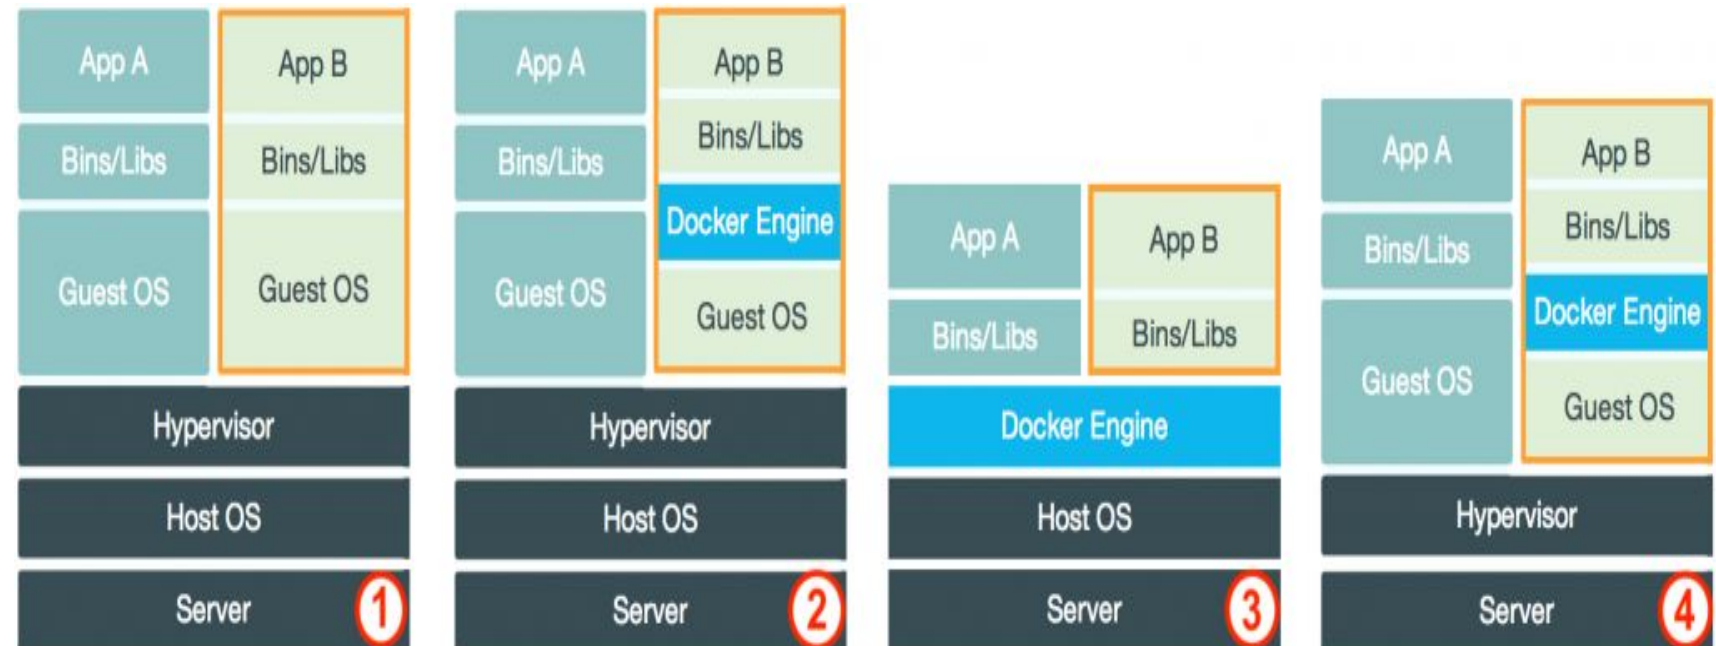 App A
App B
Bins/Libs
Bins/Libs
Guest OS
Guest OS
Hypervisor
Host OS
Server
1
App A
App B
Bins/Libs
Bins/Libs
Docker Engine
Guest OS
Guest OS
Hypervisor
Host OS
Server
2
App A
App B
Bins/Libs
Bins/Libs
Docker Engine
Host OS
Server
3
App A
App B
Bins/Libs
Bins/Libs
Docker Engine
Guest OS
Guest OS
Hypervisor
Server
4